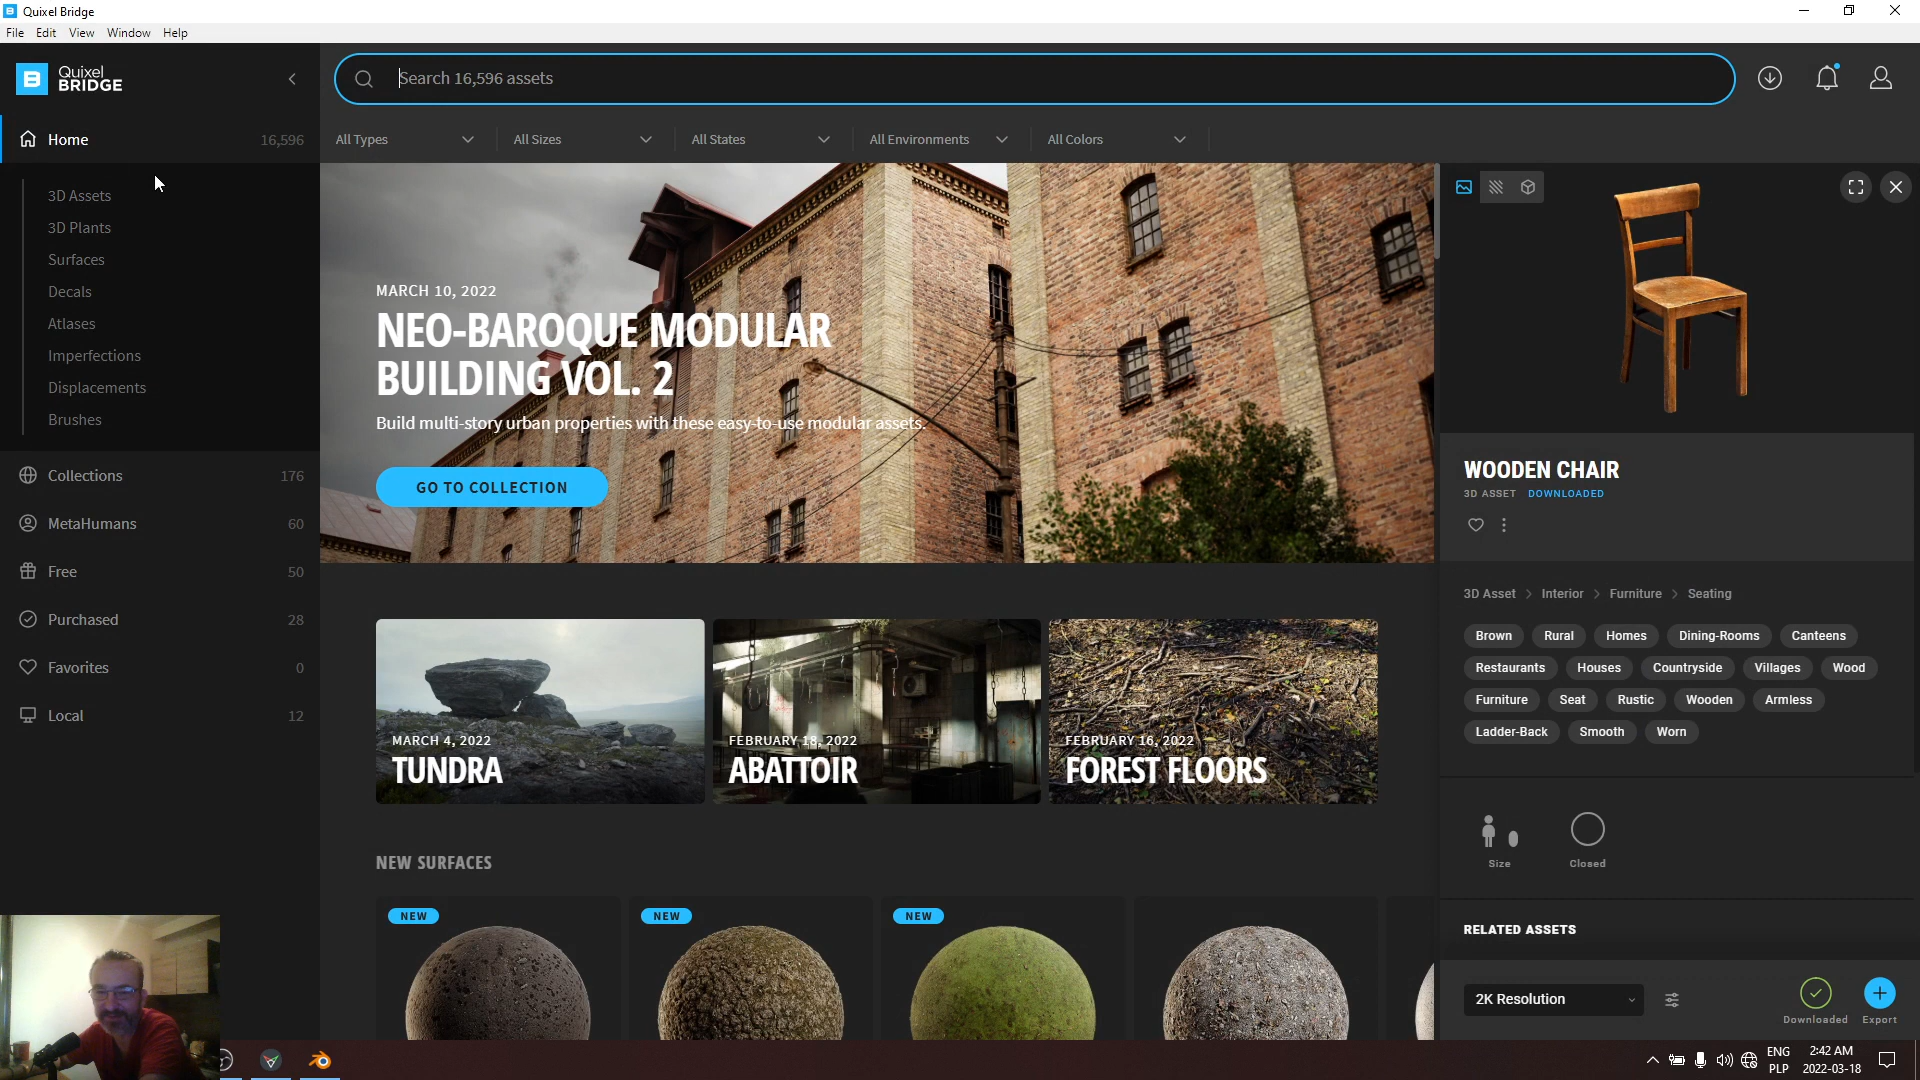 Quixel Bridge
File Edit View Window Help
Quixel
BRIDGE
Search 16,596 assets
Home 16,596
All Types
All Sizes
All States
All Environments
All Colors
3D Assets
3D Plants
Surfaces
Decals
Atlases
Imperfections
Displacements
Brushes
Collections 176
MetaHumans 60
Free 50
Purchased 28
Favorites 0
Local 12
MARCH 10, 2022
NEO-BAROQUE MODULAR
BUILDING VOL. 2
Build multi-story urban properties with these easy-to-use modular assets.
GO TO COLLECTION
MARCH 4, 2022
TUNDRA
FEBRUARY 18, 2022
ABATTOIR
FEBRUARY 16, 2022
FOREST FLOORS
NEW SURFACES
NEW
NEW
NEW
WOODEN CHAIR
3D ASSET DOWNLOADED
3D Asset > Interior > Furniture > Seating
Brown Rural Homes Dining-Rooms Canteens
Restaurants Houses Countryside Villages Wood
Furniture Seat Rustic Wooden Armless
Ladder-Back Smooth Worn
Size
Closed
RELATED ASSETS
2K Resolution
Downloaded
Export
ENG
PLP
2:42 AM
2022-03-18